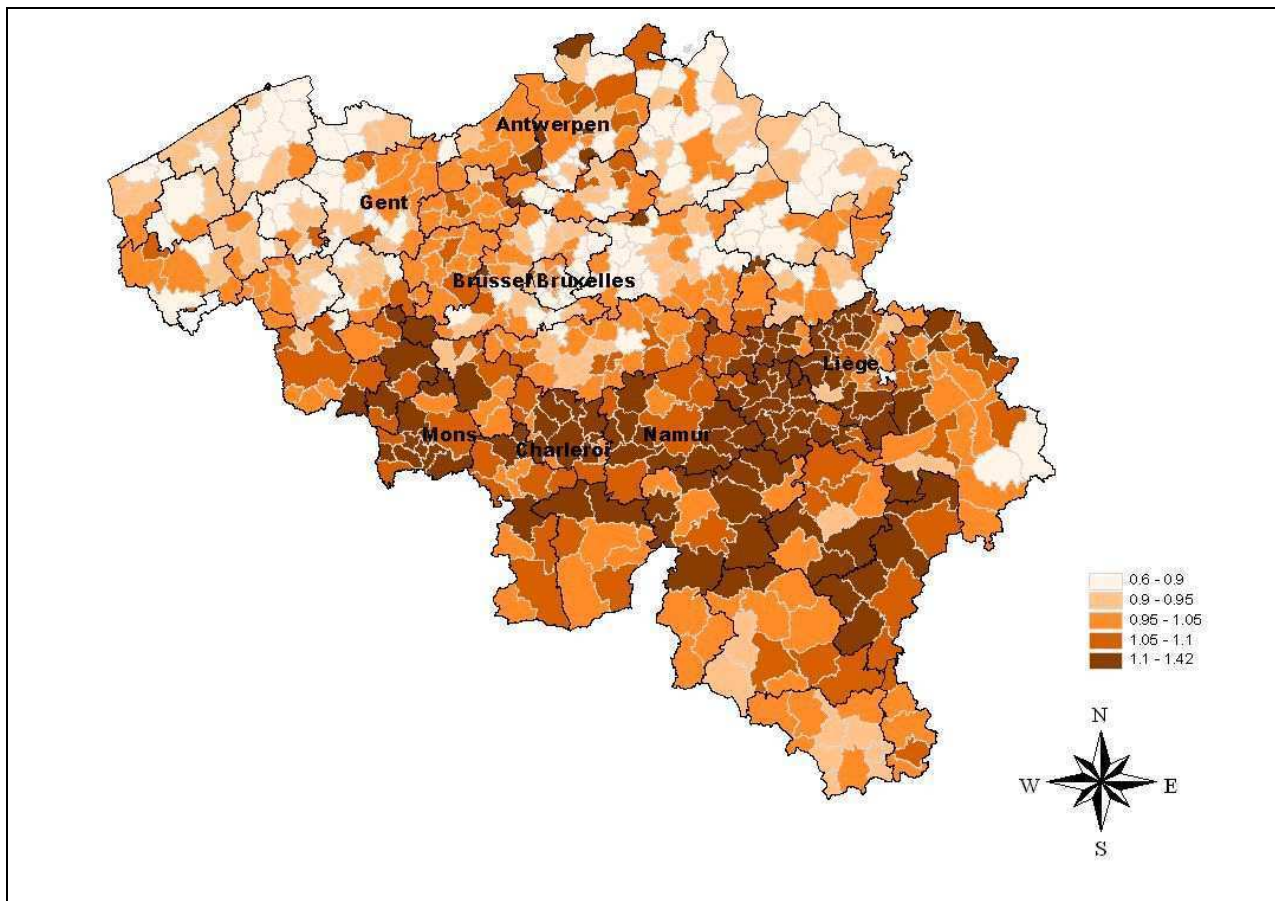 Antwerpen
Gent
Brussel Bruxelles
Liège
Mons
Namur
Charleroi
0.6 - 0.9
0.9 - 0.95
0.95 - 1.05
1.05 - 1.1
1.1 - 1.42
N
W E
S